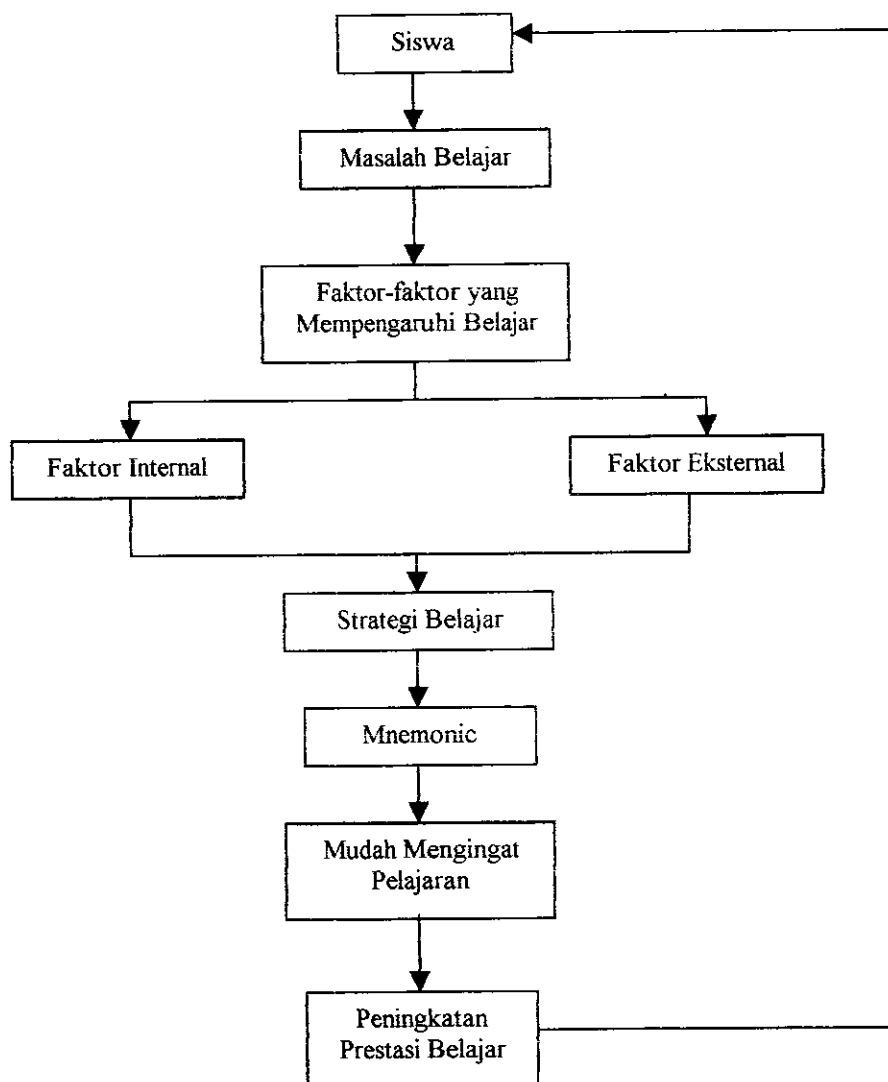 Siswa
Masalah Belajar
Faktor-faktor yang
Mempengaruhi Belajar
Faktor Internal
Faktor Eksternal
Strategi Belajar
Mnemonic
Mudah Mengingat
Pelajaran
Peningkatan
Prestasi Belajar